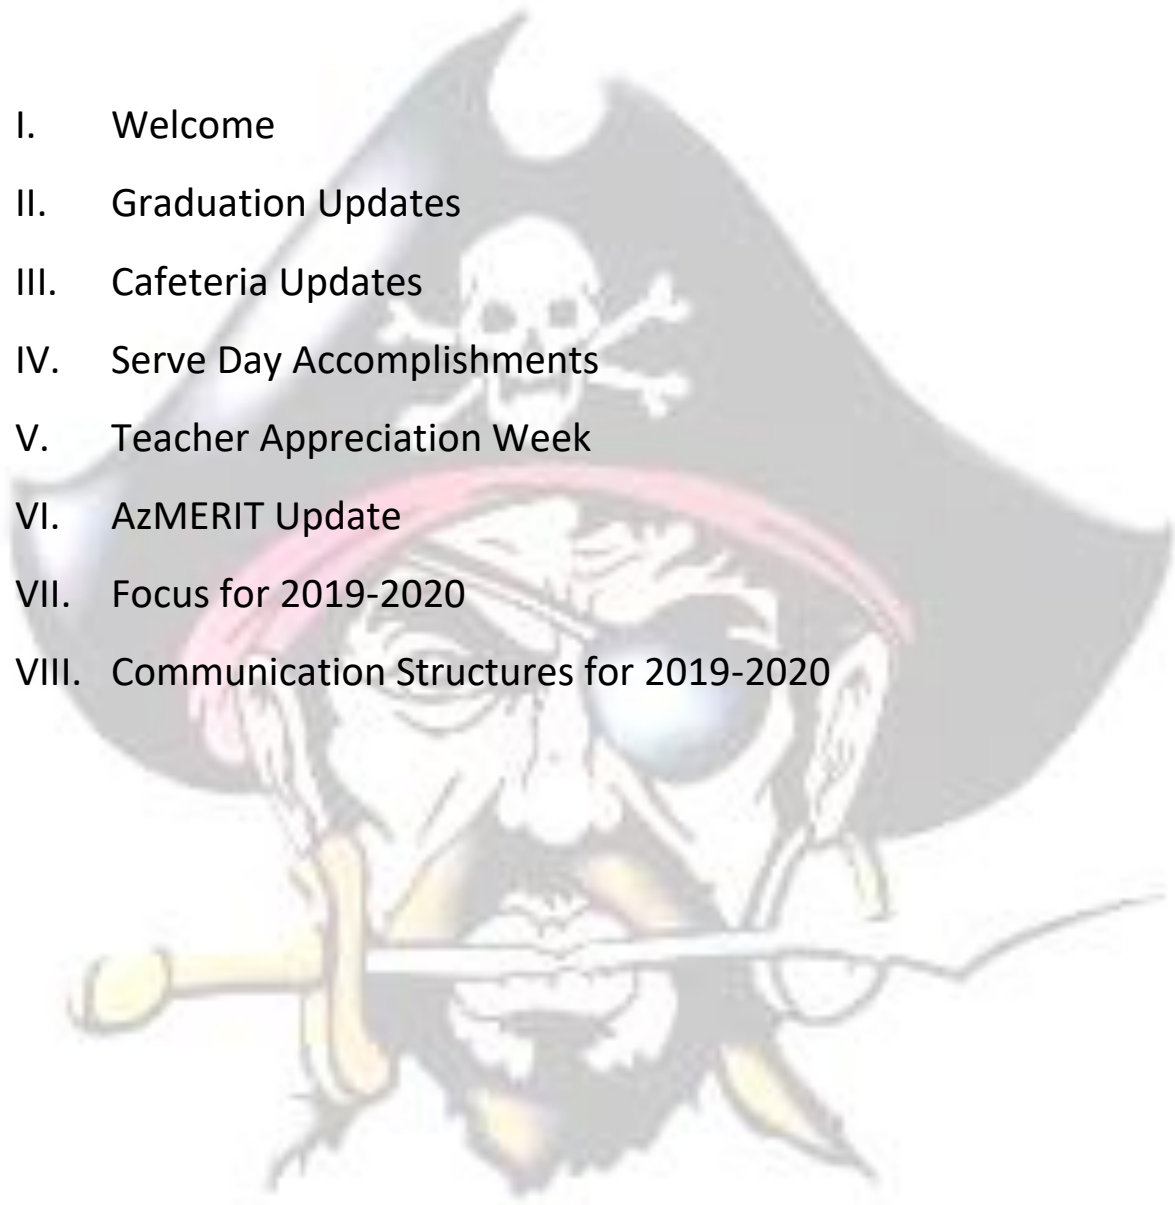 I. Welcome
II. Graduation Updates
III. Cafeteria Updates
IV. Serve Day Accomplishments
V. Teacher Appreciation Week
VI. AzMERIT Update
VII. Focus for 2019-2020
VIII. Communication Structures for 2019-2020